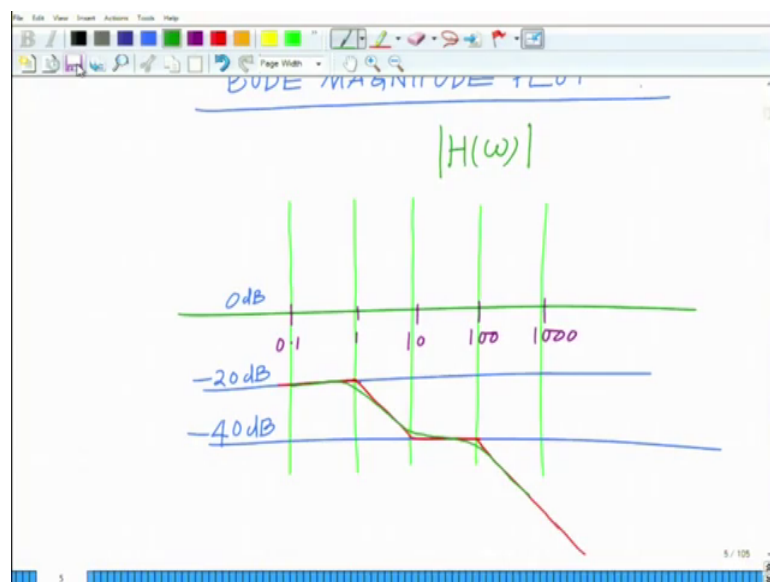 File Edit View Insert Actions Tools Help
B I
Page Width
BODE MAGNITUDE PLOT
|H(ω)|
0dB
0.1 1 10 100 1000
-20dB
-40dB
5 / 105
5